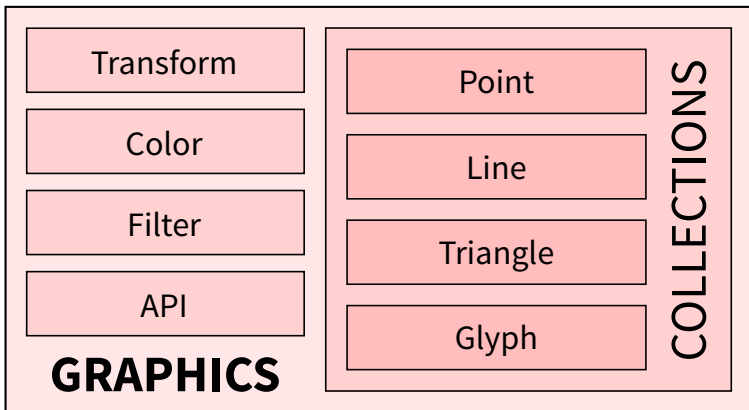 Transform
Color
Filter
API
GRAPHICS
Point
Line
Triangle
Glyph
COLLECTIONS